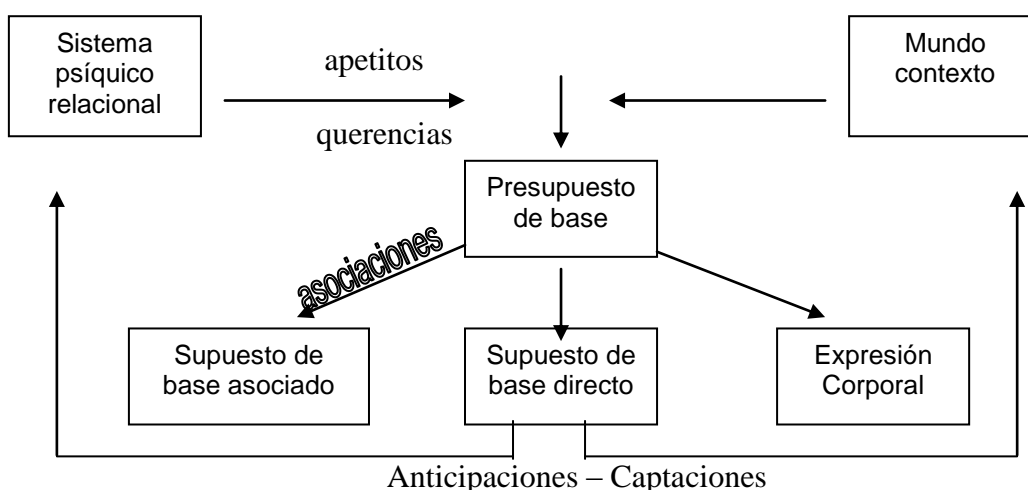 Sistema
psíquico
relacional
apetitos
querencias
Mundo
contexto
Presupuesto
de base
asociaciones
Supuesto de
base asociado
Supuesto de
base directo
Expresión
Corporal
Anticipaciones – Captaciones